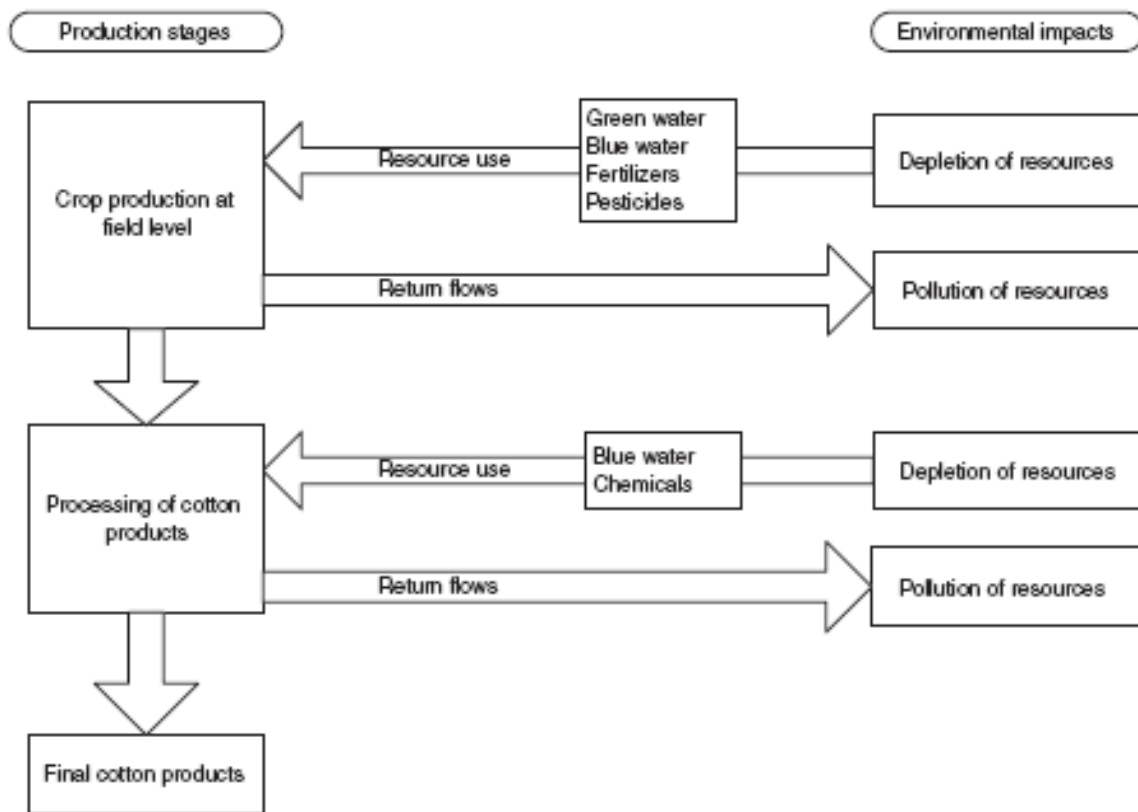 Production stages
Environmental impacts
Green water
Blue water
Fertilizers
Pesticides
Resource use
Depletion of resources
Crop production at
field level
Return flows
Pollution of resources
Blue water
Chemicals
Resource use
Depletion of resources
Processing of cotton
products
Return flows
Pollution of resources
Final cotton products